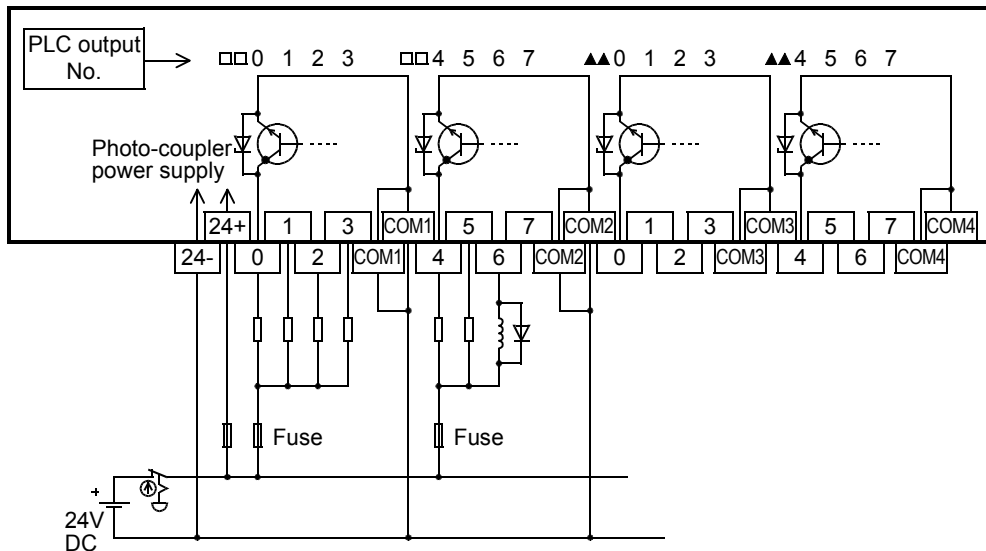 PLC output
No.
□□0 1 2 3 □□4 5 6 7 ▲▲0 1 2 3 ▲▲4 5 6 7
Photo-coupler
power supply
24+ 1 3 COM1 5 7 COM2 1 3 COM3 5 7 COM4
24- 0 2 COM1 4 6 COM2 0 2 COM3 4 6 COM4
Fuse Fuse
+
24V
DC